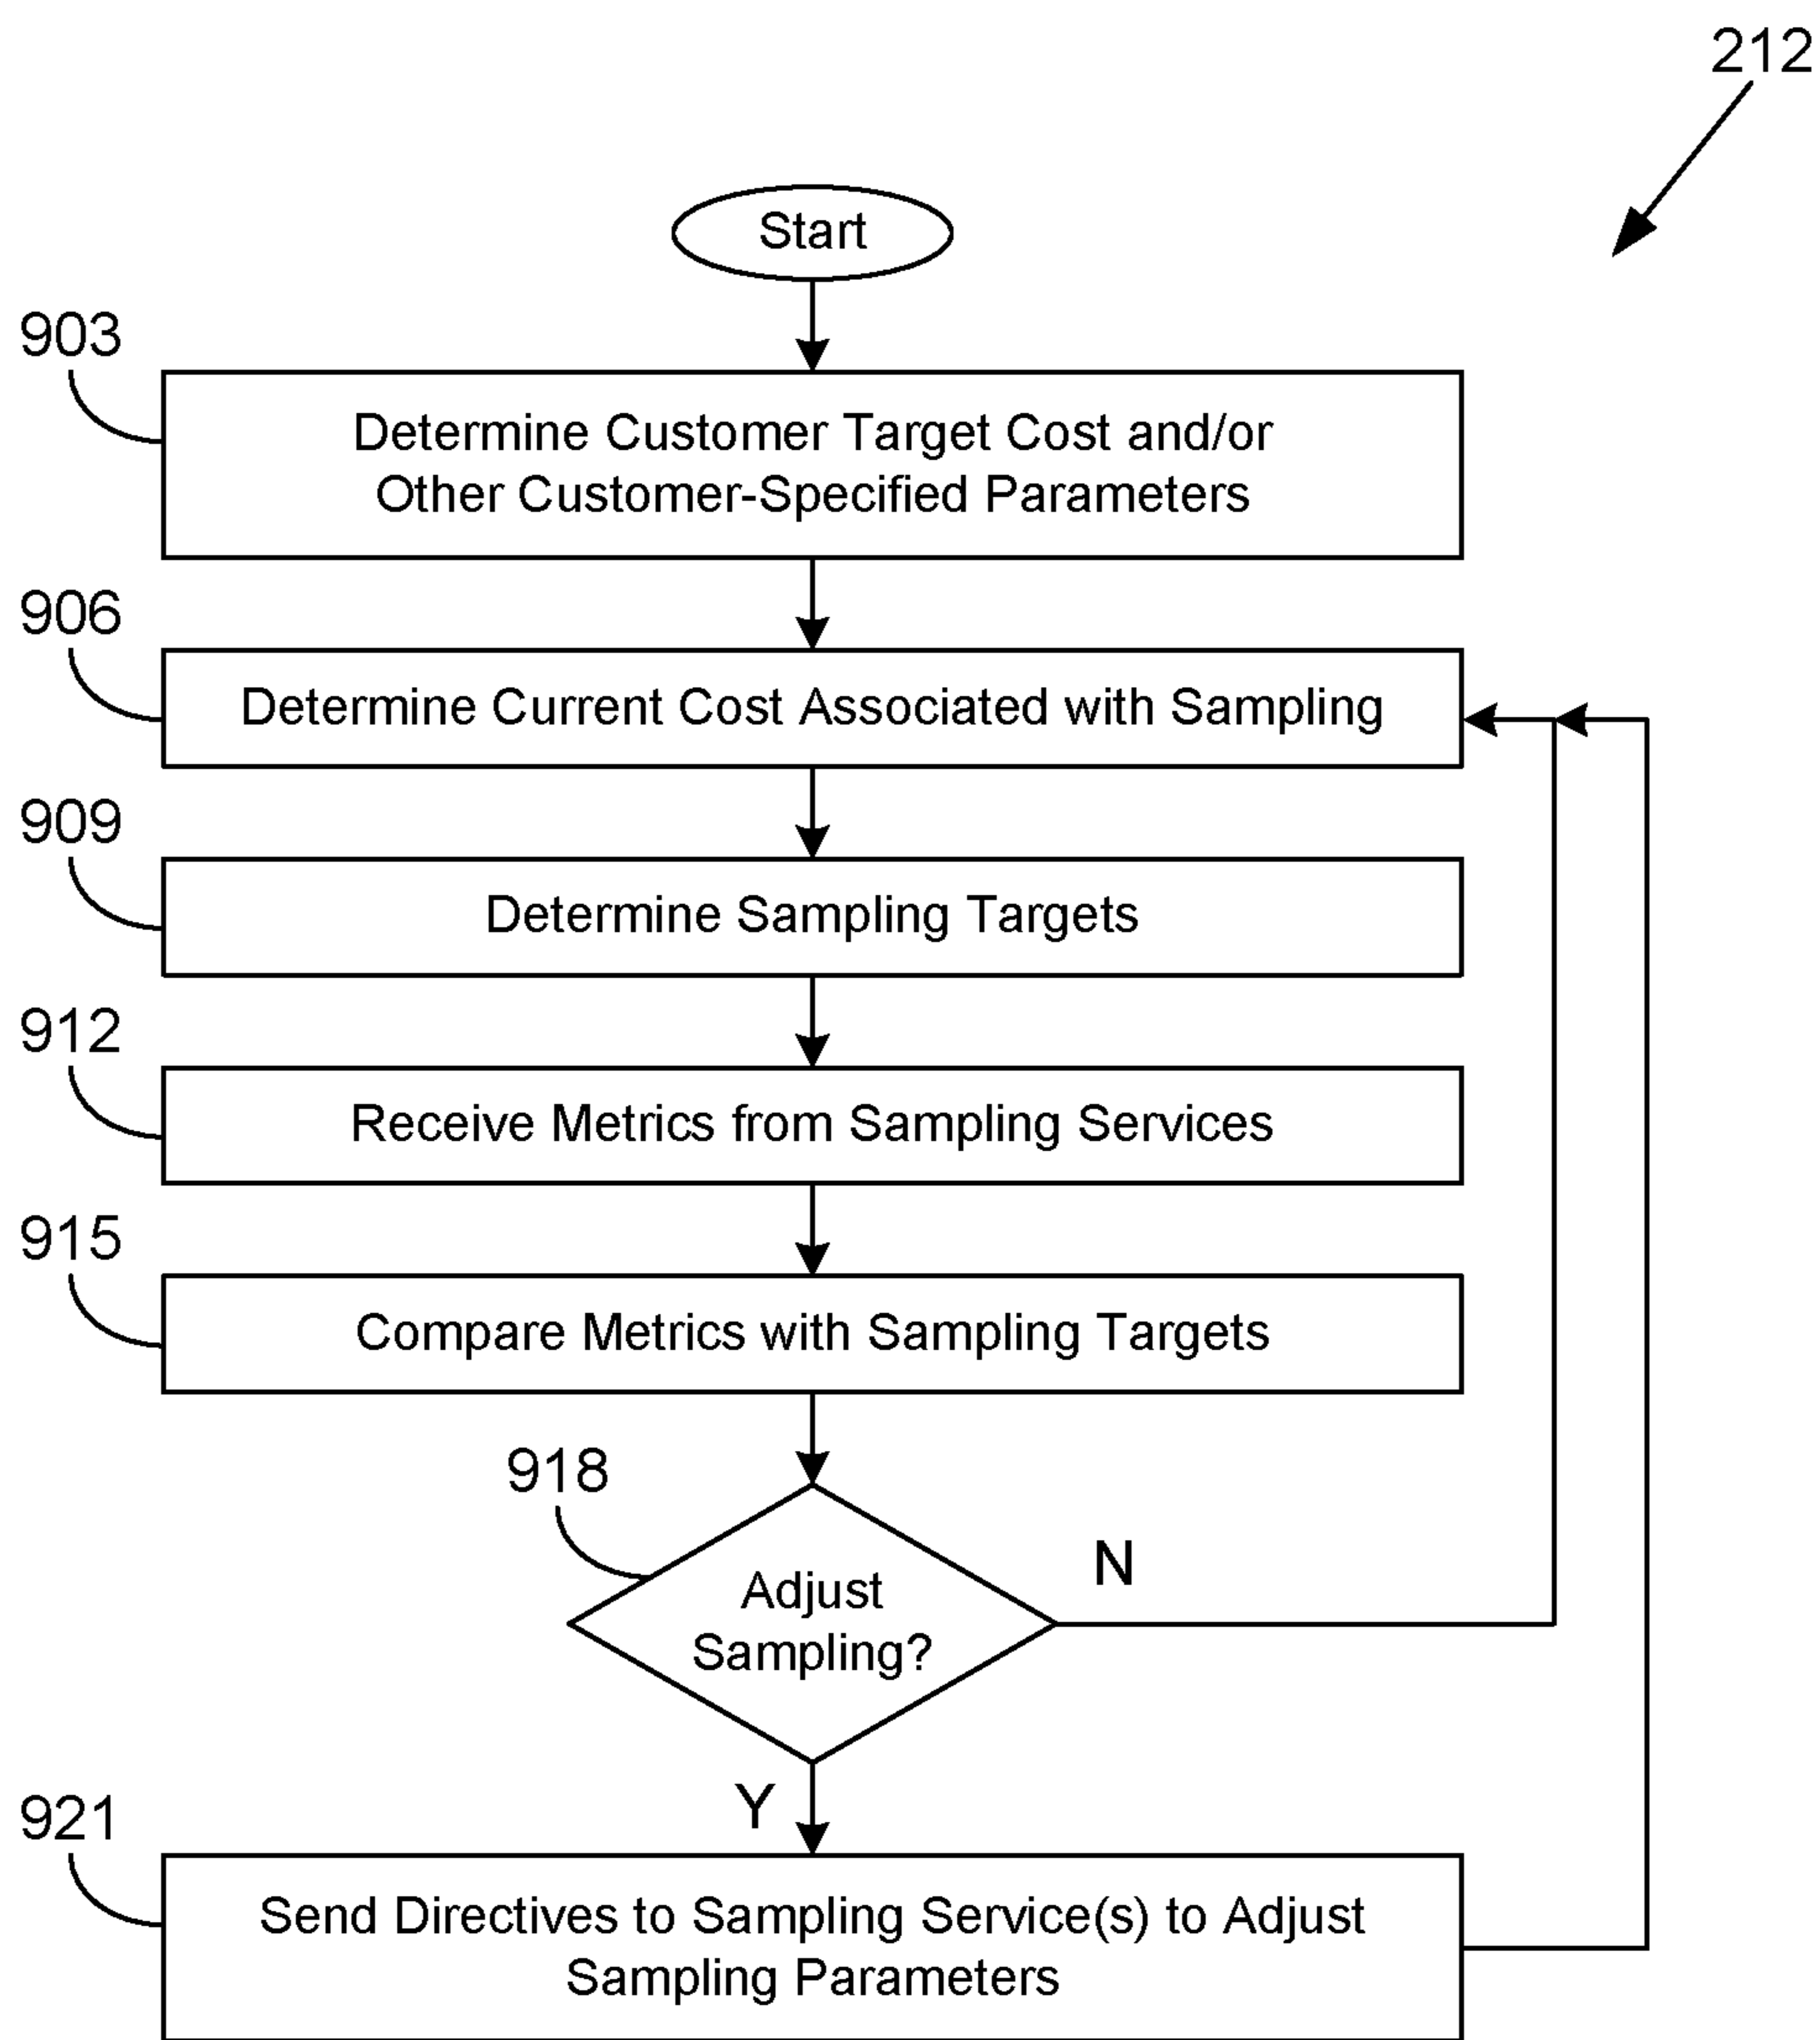 212
Start
903
Determine Customer Target Cost and/or
Other Customer-Specified Parameters
906
Determine Current Cost Associated with Sampling
909
Determine Sampling Targets
912
Receive Metrics from Sampling Services
915
Compare Metrics with Sampling Targets
918
Adjust
Sampling?
N
Y
921
Send Directives to Sampling Service(s) to Adjust
Sampling Parameters